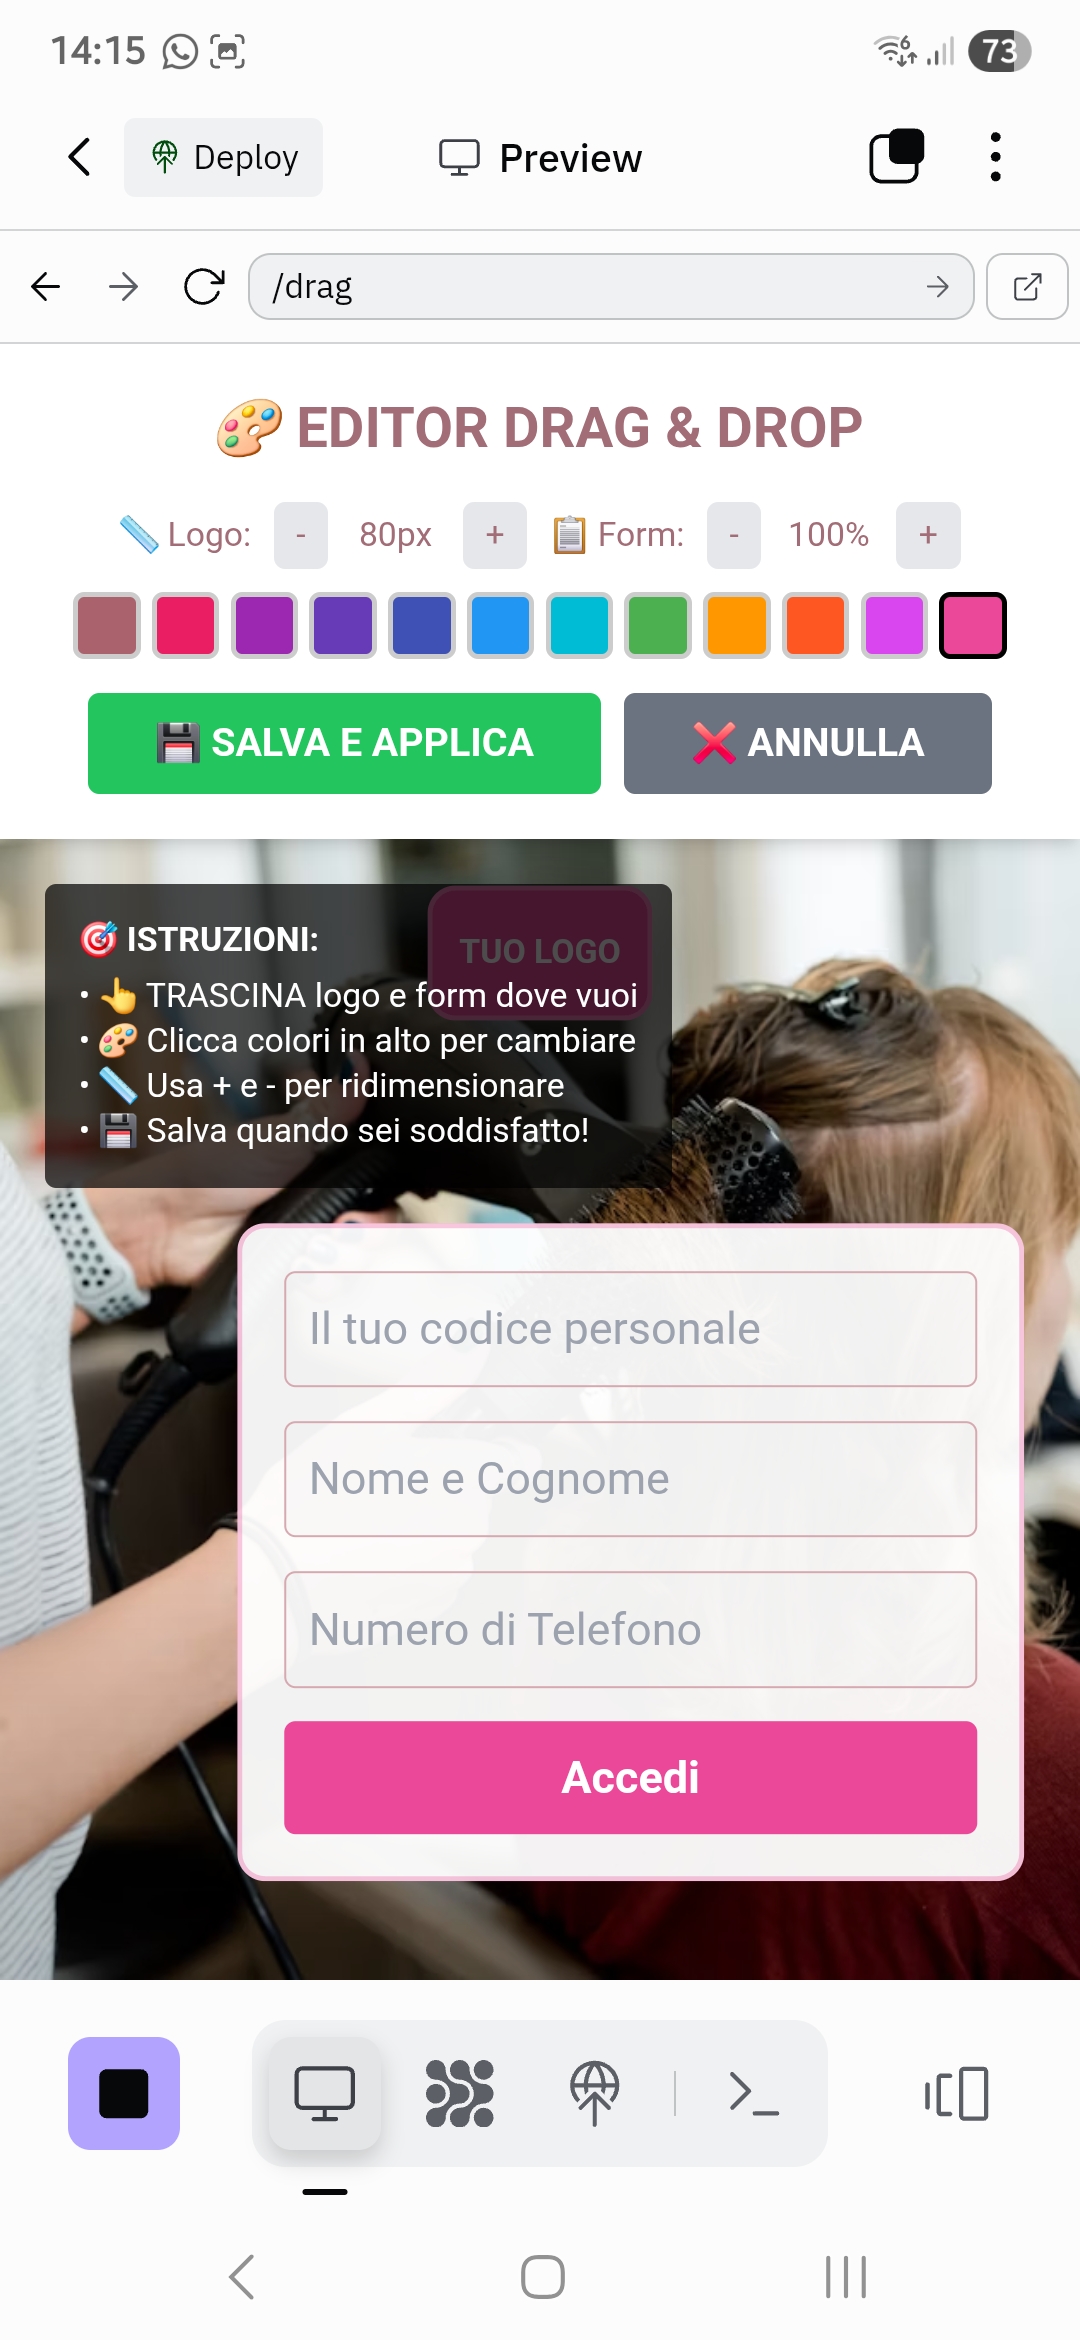 14:15
6
73
Deploy
Preview
/drag
EDITOR DRAG & DROP
Logo: - 80px + Form: - 100% +
SALVA E APPLICA
ANNULLA
TUO LOGO
ISTRUZIONI:
• TRASCINA logo e form dove vuoi
• Clicca colori in alto per cambiare
• Usa + e - per ridimensionare
• Salva quando sei soddisfatto!
Il tuo codice personale
Nome e Cognome
Numero di Telefono
Accedi